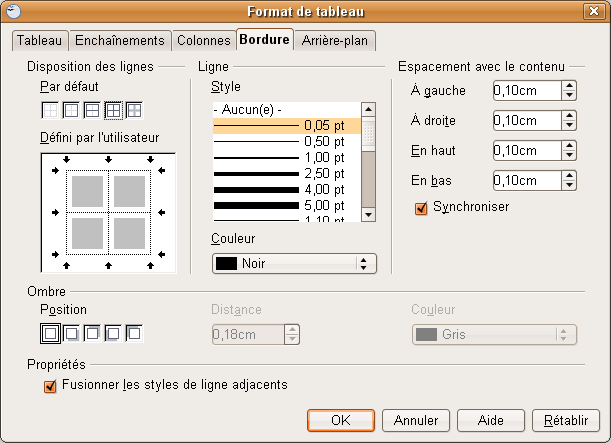 Format de tableau
Tableau Enchaînements Colonnes Bordure Arrière-plan
Disposition des lignes
Par défaut
Défini par l'utilisateur
Ligne
Style
- Aucun(e) -
0,05 pt
0,50 pt
1,00 pt
2,50 pt
4,00 pt
5,00 pt
1,10 pt
Couleur
Noir
Espacement avec le contenu
À gauche 0,10cm
À droite 0,10cm
En haut 0,10cm
En bas 0,10cm
Synchroniser
Ombre
Position
Distance
0,18cm
Couleur
Gris
Propriétés
Fusionner les styles de ligne adjacents
OK Annuler Aide Rétablir